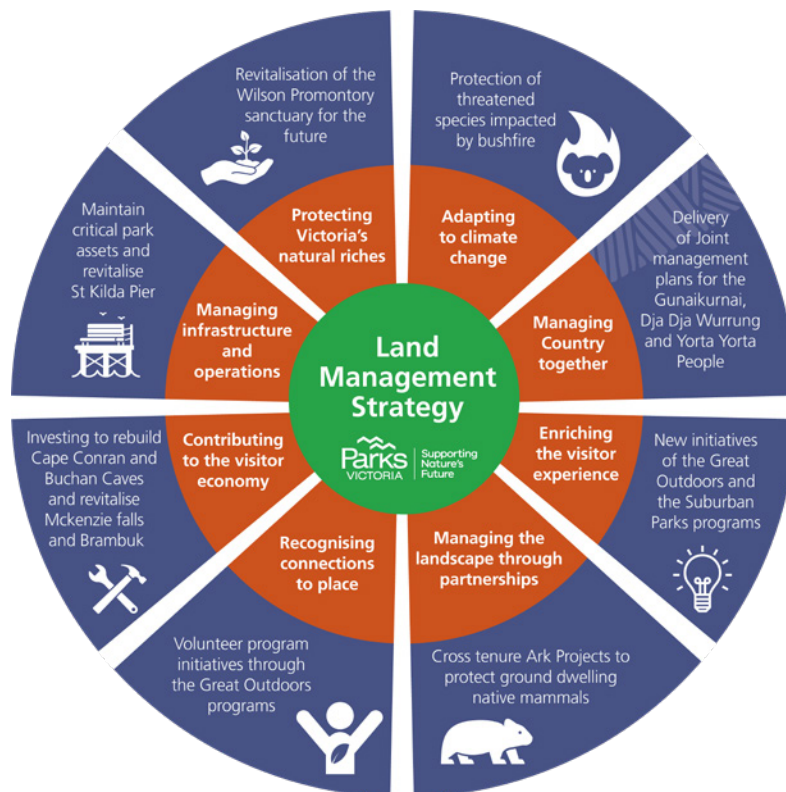 Revitalisation of the
Wilson Promontory
sanctuary for the
future
Protecting
Victoria's
natural riches
Protection of
threatened
species impacted
by bushfire
Adapting
to climate
change
Delivery
of Joint
management
plans for the
Gunaikurnai,
Dja Dja Wurrung
and Yorta Yorta
People
Managing
Country
together
New initiatives
of the Great
Outdoors and
the Suburban
Parks programs
Enriching
the visitor
experience
Cross tenure Ark Projects to
protect ground dwelling
native mammals
Managing the
landscape through
partnerships
Volunteer program
initiatives through
the Great Outdoors
programs
Recognising
connections
to place
Investing to rebuild
Cape Conran and
Buchan Caves
and revitalise
Mckenzie falls
and Brambuk
Contributing
to the visitor
economy
Maintain
critical park
assets and
revitalise
St Kilda Pier
Managing
infrastructure
and
operations
Land
Management
Strategy
Parks
VICTORIA
Supporting
Nature's
Future